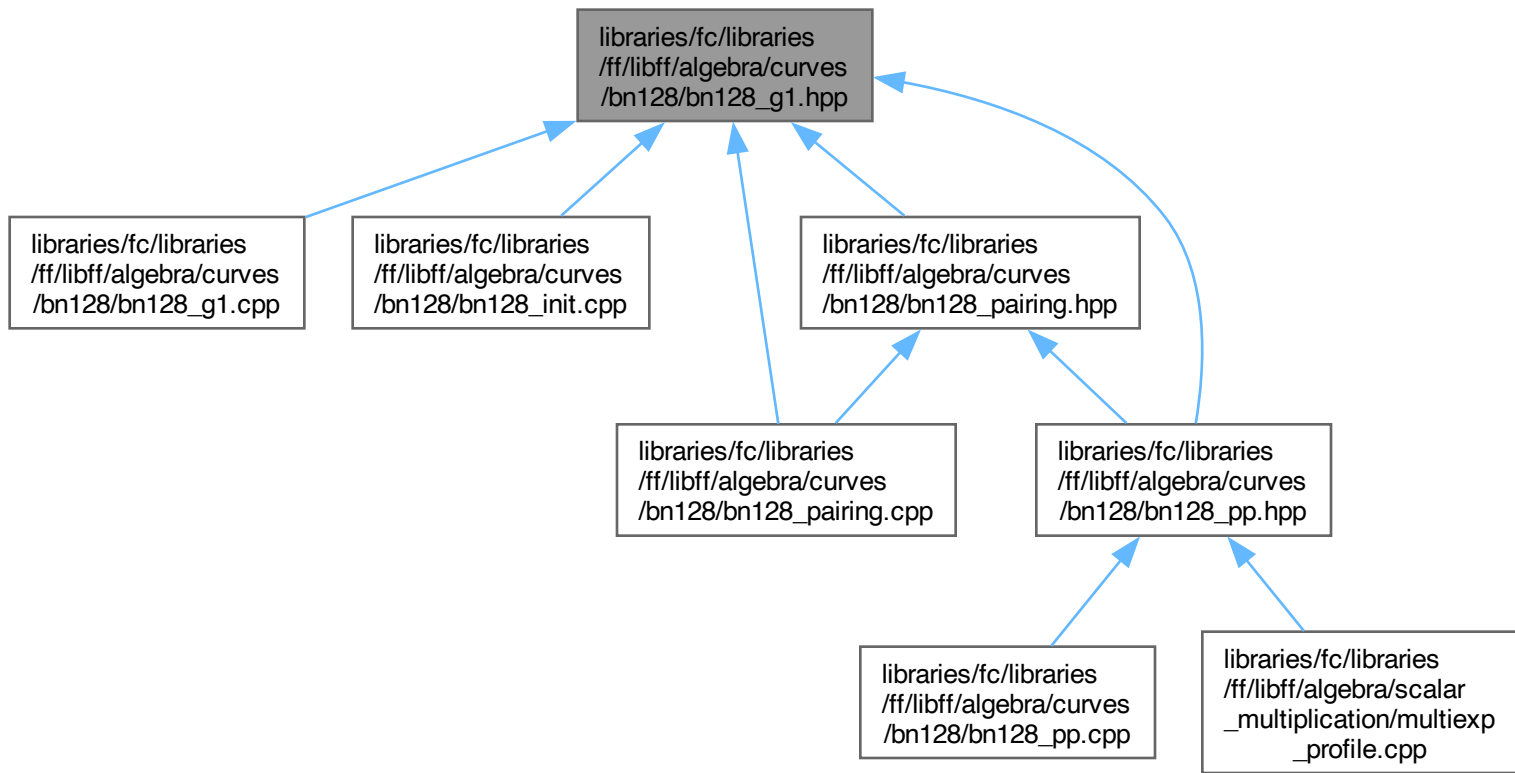 libraries/fc/libraries
/ff/libff/algebra/curves
/bn128/bn128_g1.hpp
libraries/fc/libraries
/ff/libff/algebra/curves
/bn128/bn128_g1.cpp
libraries/fc/libraries
/ff/libff/algebra/curves
/bn128/bn128_init.cpp
libraries/fc/libraries
/ff/libff/algebra/curves
/bn128/bn128_pairing.hpp
libraries/fc/libraries
/ff/libff/algebra/curves
/bn128/bn128_pairing.cpp
libraries/fc/libraries
/ff/libff/algebra/curves
/bn128/bn128_pp.hpp
libraries/fc/libraries
/ff/libff/algebra/curves
/bn128/bn128_pp.cpp
libraries/fc/libraries
/ff/libff/algebra/scalar
_multiplication/multiexp
_profile.cpp